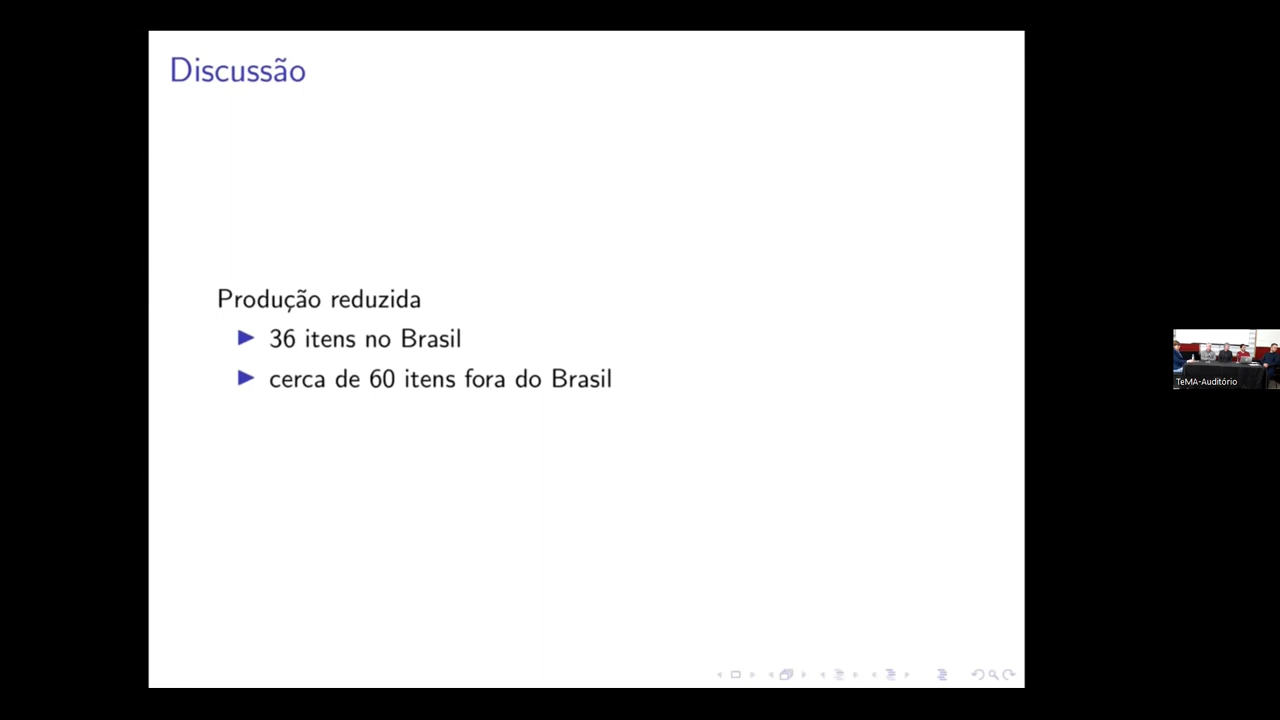 Discussão
Produção reduzida
36 itens no Brasil
cerca de 60 itens fora do Brasil
TeMA-Auditório